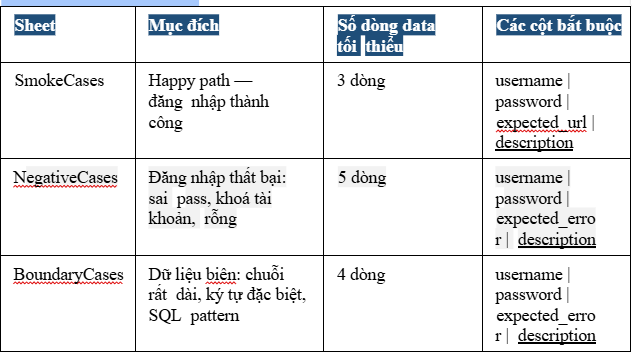 Sheet
Mục đích
Số dòng data
tối thiểu
Các cột bắt buộc
SmokeCases
Happy path —
đăng nhập thành
công
3 dòng
username |
password |
expected_url |
description
NegativeCases
Đăng nhập thất bại:
sai pass, khoá tài
khoản, rỗng
5 dòng
username |
password |
expected_erro
r | description
BoundaryCases
Dữ liệu biên: chuỗi
rất dài, ký tự đặc biệt,
SQL pattern
4 dòng
username |
password |
expected_erro
r | description